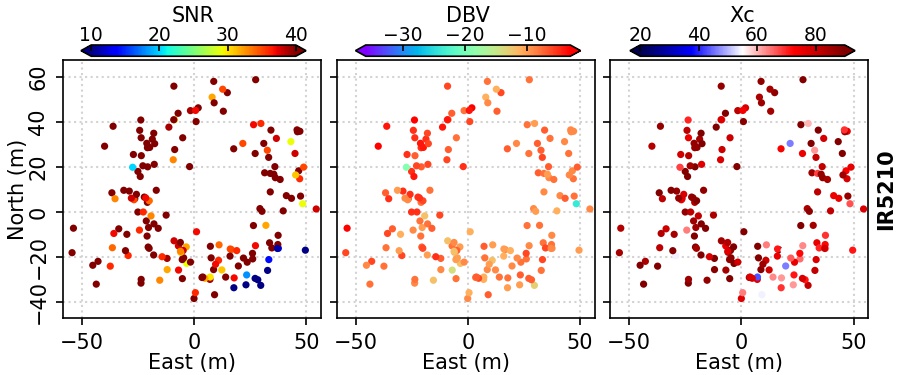 SNR DBV Xc
10 20 30 40 −30 −20 −10 20 40 60 80
60
40
20
0
−20
−40
North (m)
IR5210
−50 0 50 −50 0 50 −50 0 50
East (m) East (m) East (m)